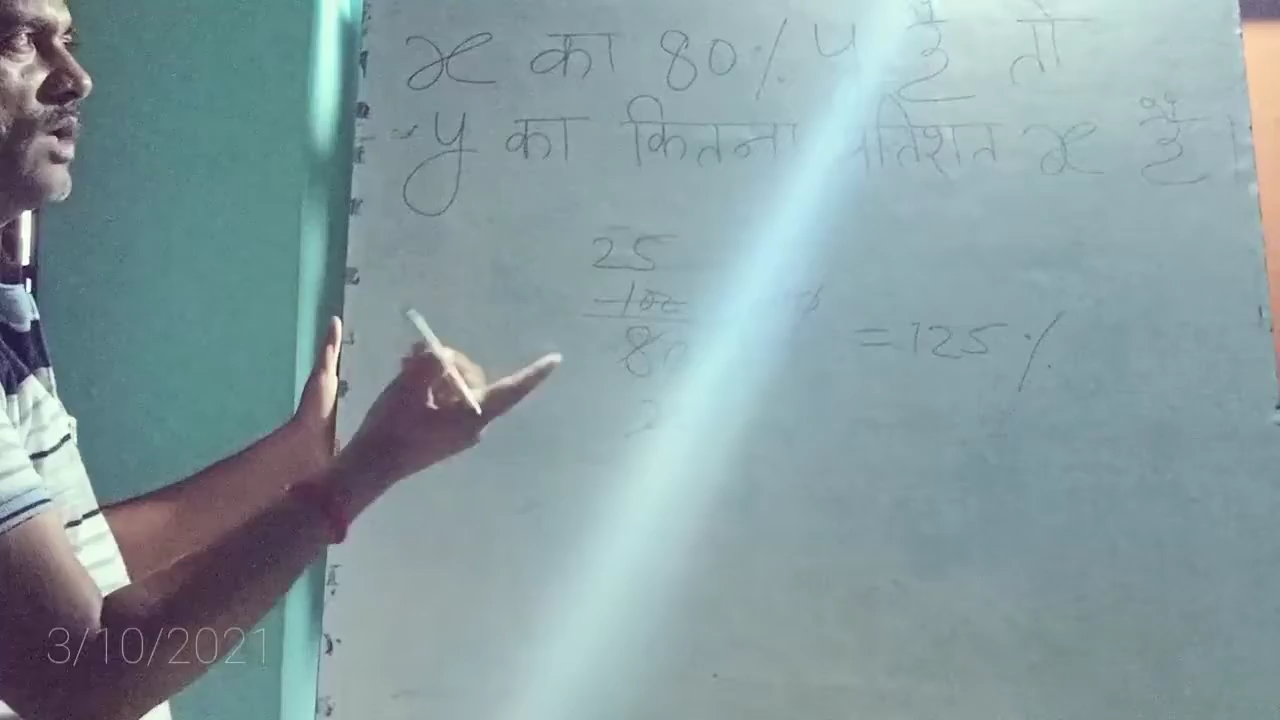 x का 80% y है तो
y का कितना प्रतिशत x है।
25
100
80
= 125%
3/10/2021